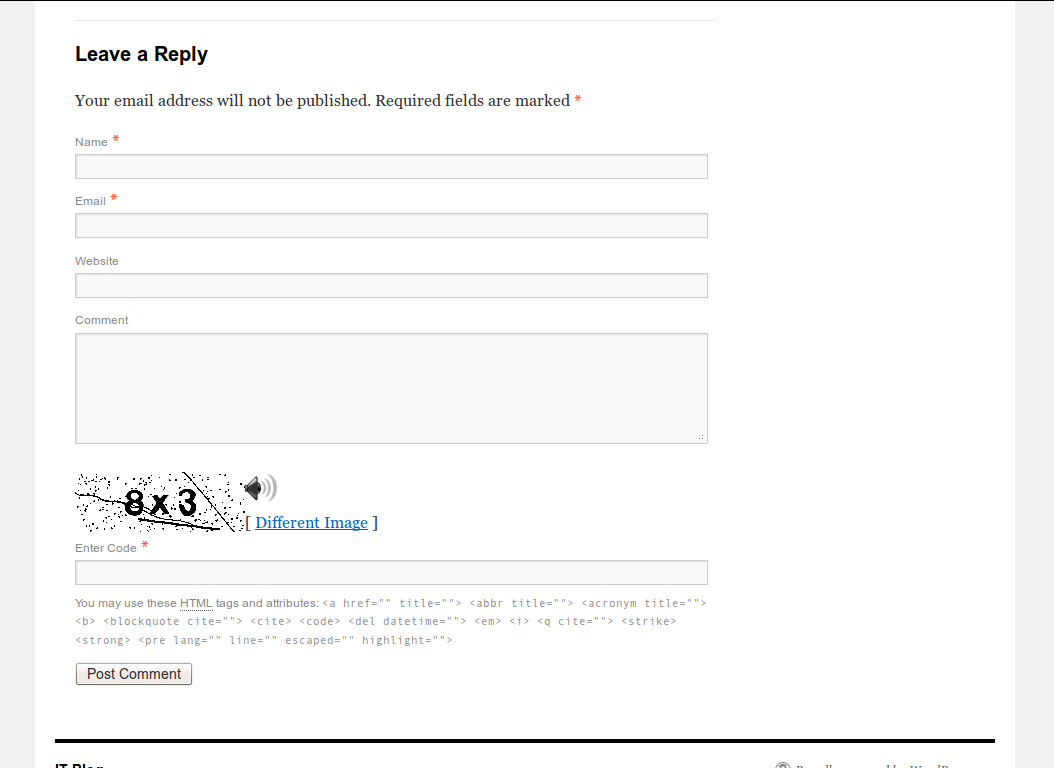 Leave a Reply
Your email address will not be published. Required fields are marked *
Name *
Email *
Website
Comment
8 x 3
[ Different Image ]
Enter Code *
You may use these HTML tags and attributes: <a href="" title=""> <abbr title=""> <acronym title="">
<b> <blockquote cite=""> <cite> <code> <del datetime=""> <em> <i> <q cite=""> <strike>
<strong> <pre lang="" line="" escaped="" highlight="">
Post Comment
IT Blog